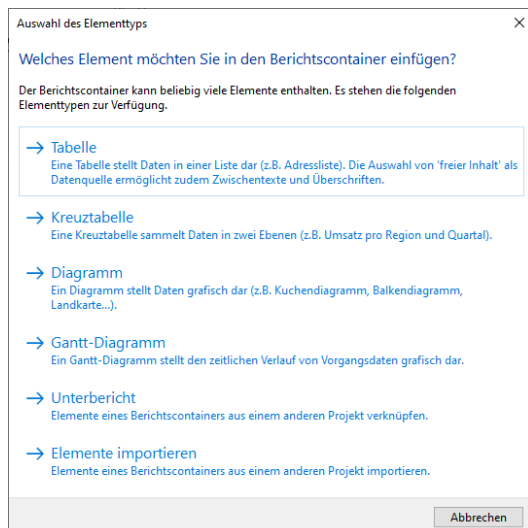 Auswahl des Elementtyps
Welches Element möchten Sie in den Berichtscontainer einfügen?
Der Berichtscontainer kann beliebig viele Elemente enthalten. Es stehen die folgenden
Elementtypen zur Verfügung.
Tabelle
Eine Tabelle stellt Daten in einer Liste dar (z.B. Adressliste). Die Auswahl von 'freier Inhalt' als
Datenquelle ermöglicht zudem Zwischentexte und Überschriften.
Kreuztabelle
Eine Kreuztabelle sammelt Daten in zwei Ebenen (z.B. Umsatz pro Region und Quartal).
Diagramm
Ein Diagramm stellt Daten grafisch dar (z.B. Kuchendiagramm, Balkendiagramm,
Landkarte...).
Gantt-Diagramm
Ein Gantt-Diagramm stellt den zeitlichen Verlauf von Vorgangsdaten grafisch dar.
Unterbericht
Elemente eines Berichtscontainers aus einem anderen Projekt verknüpfen.
Elemente importieren
Elemente eines Berichtscontainers aus einem anderen Projekt importieren.
Abbrechen